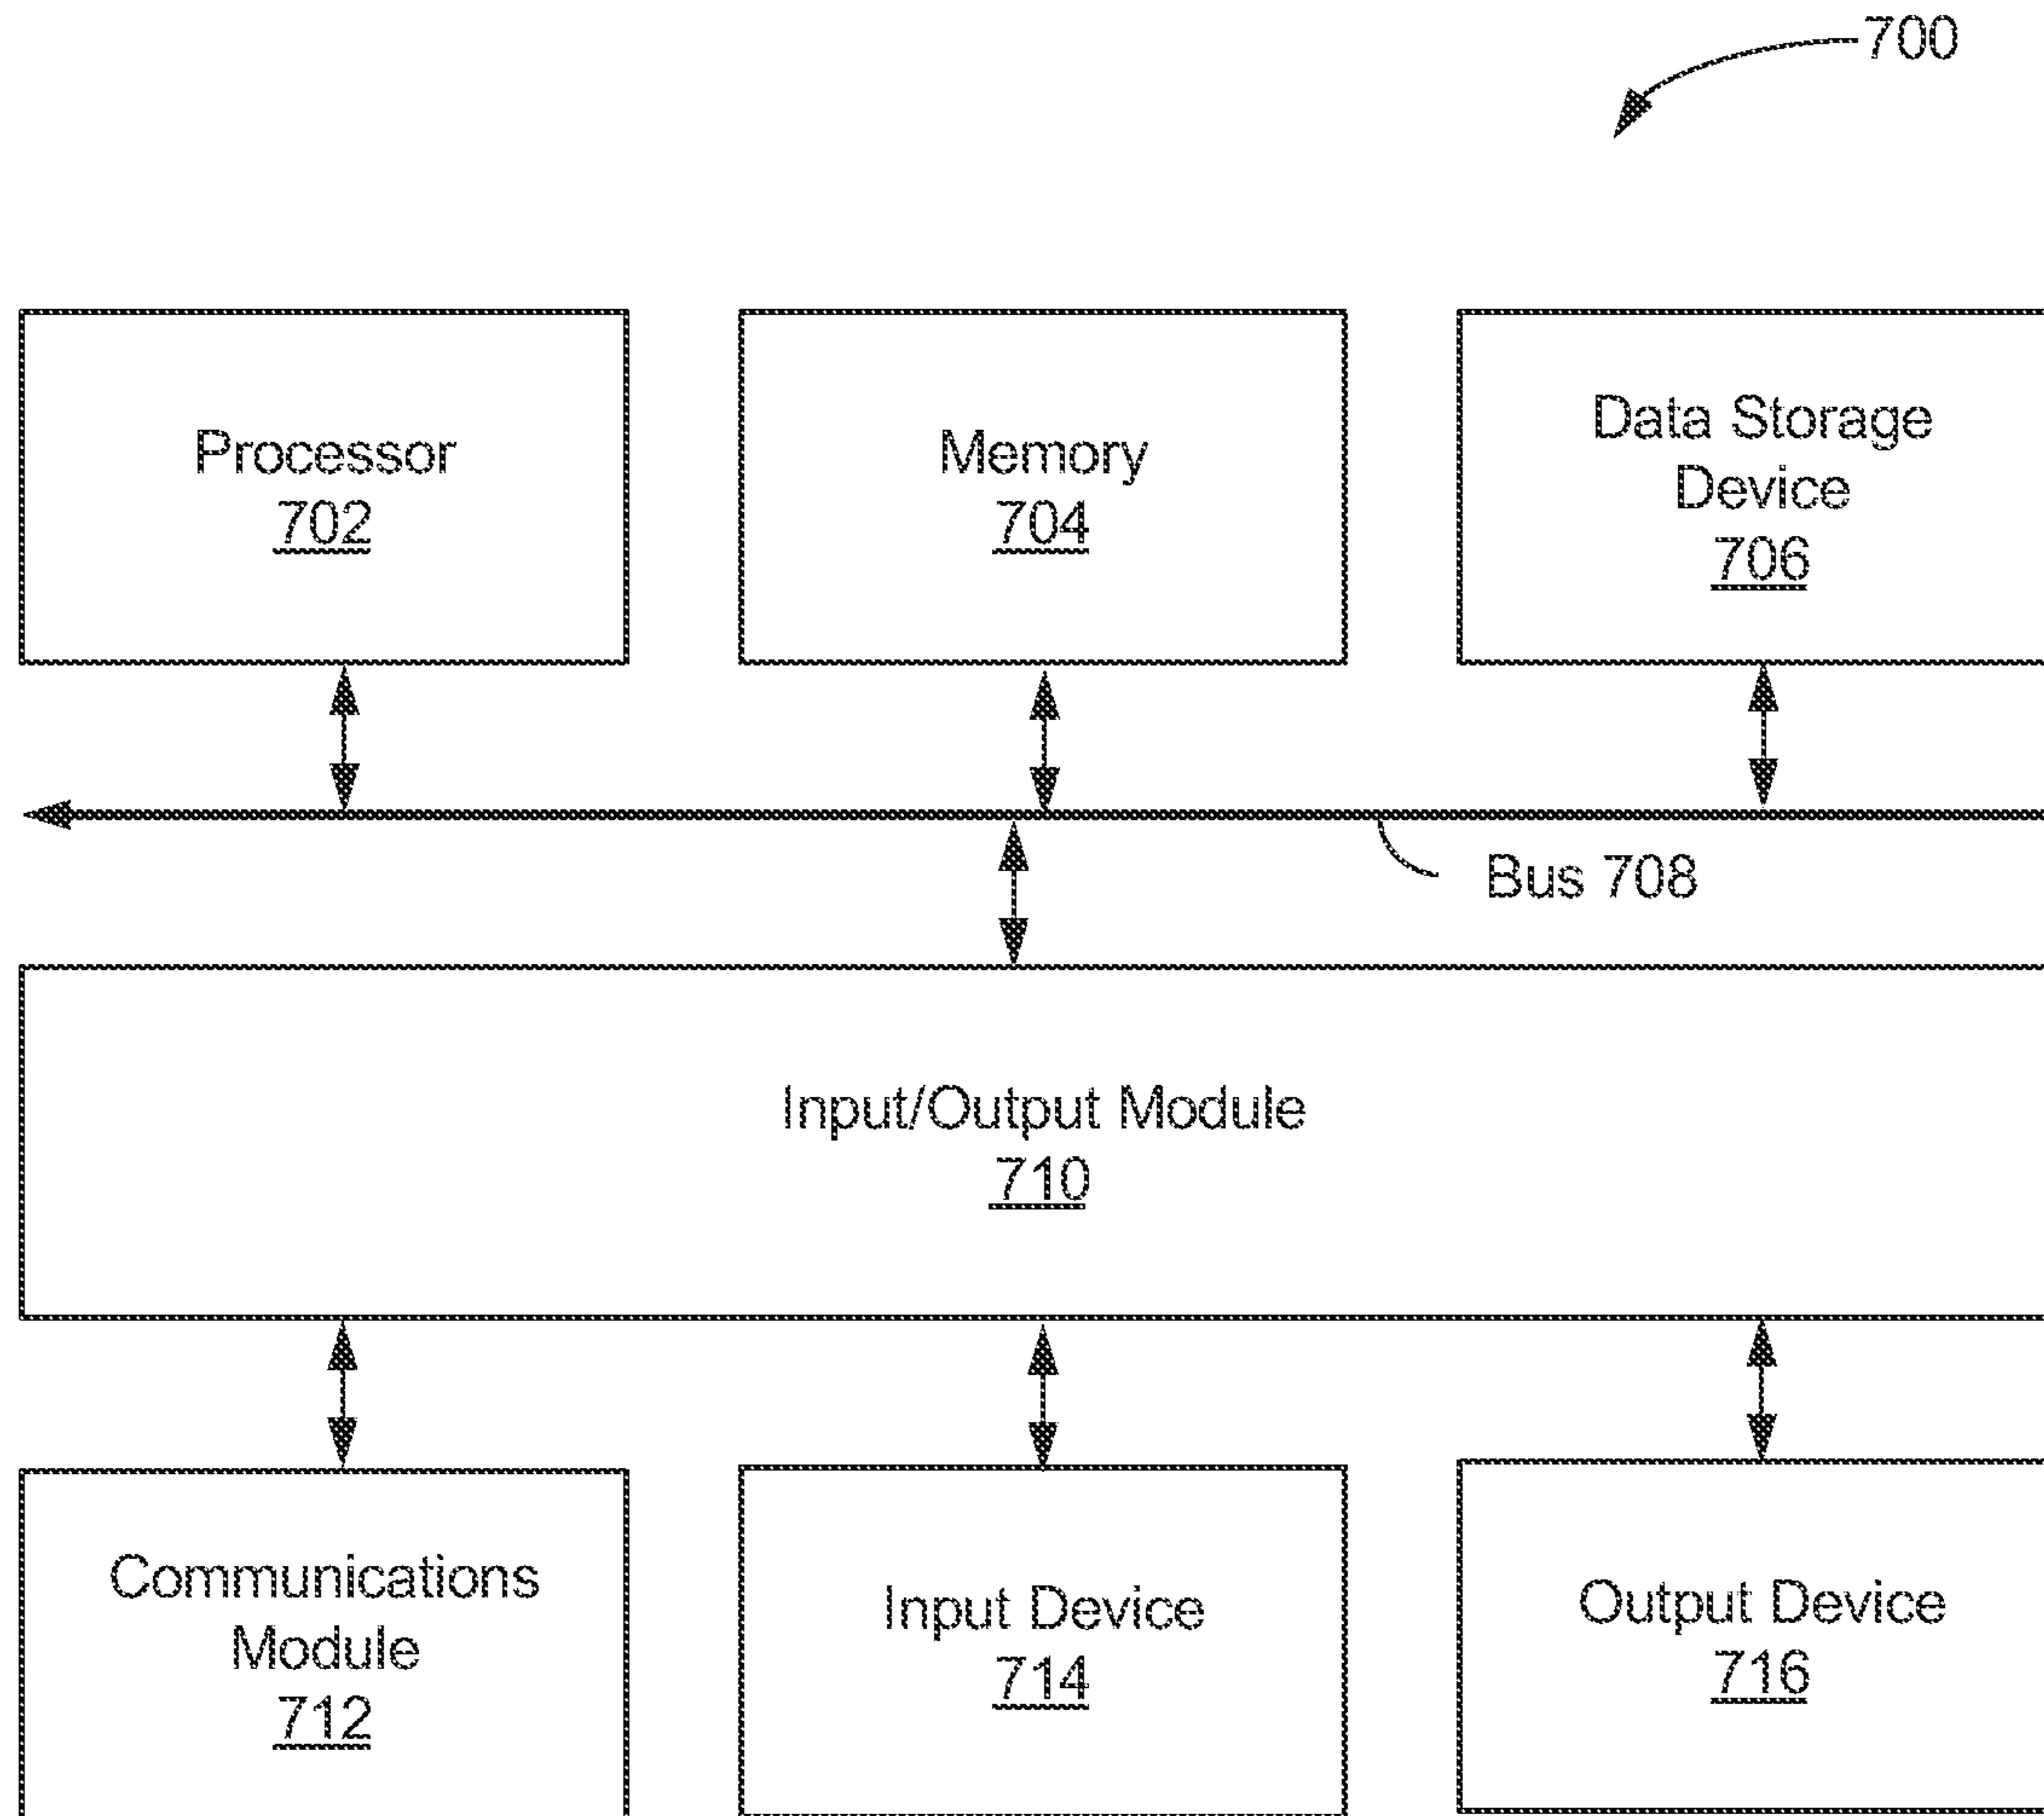 700
Processor
702
Memory
704
Data Storage
Device
706
Bus 708
Input/Output Module
710
Communications
Module
712
Input Device
714
Output Device
716